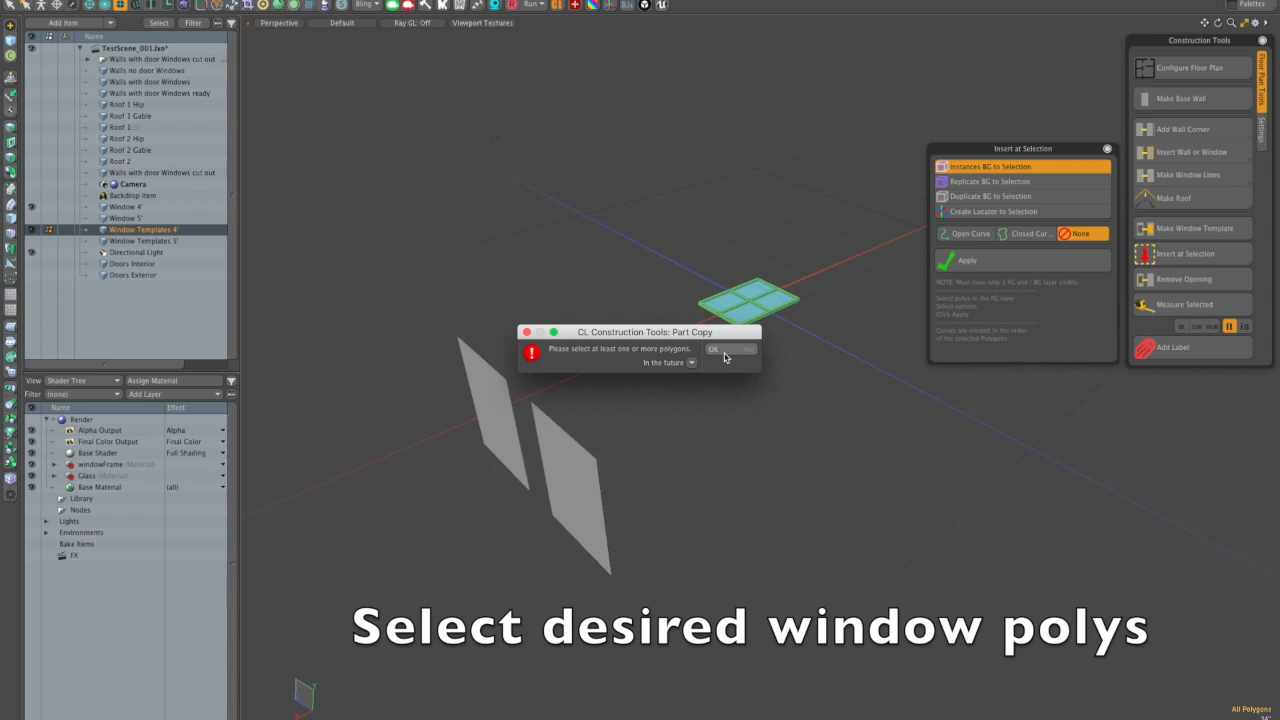 Bling
Run
Palettes
Add Item
Select
Filter
Perspective
Default
Ray GL: Off
Viewport Textures
Name
TestScene_001.lxo*
Walls with door Windows cut out ...
Walls no door Windows
Walls with door Windows
Walls with door Windows ready
Roof 1 Hip
Roof 1 Gable
Roof 1
Roof 2 Hip
Roof 2 Gable
Roof 2
Walls with door Windows cut out
Camera
Backdrop Item
Window 4'
Window 5'
Window Templates 4'
Window Templates 5'
Directional Light
Doors Interior
Doors Exterior
Construction Tools
Configure Floor Plan
Make Base Wall
Add Wall Corner
Insert Wall or Window
Make Window Lines
Make Roof
Make Window Template
Insert at Selection
Remove Opening
Measure Selected
Add Label
Floor Plan Tools
Settings
Insert at Selection
Instances BG to Selection
Replicate BG to Selection
Duplicate BG to Selection
Create Locator to Selection
Open Curve
Closed Cur...
None
Apply
NOTE: Must have only 1 FG and 1 BG layer visible.
Select polys in the FG layer
Select options
Click Apply
Curves are created in the order
of the selected Polygons
CL Construction Tools: Part Copy
Please select at least one or more polygons.
OK
In the future
View
Shader Tree
Assign Material
Filter
(none)
Add Layer
Name
Effect
Render
Alpha Output
Alpha
Final Color Output
Final Color
Base Shader
Full Shading
windowFrame (Material)
Glass (Material)
Base Material
(all)
Library
Nodes
Lights
Environments
Bake Items
FX
Select desired window polys
All Polygons